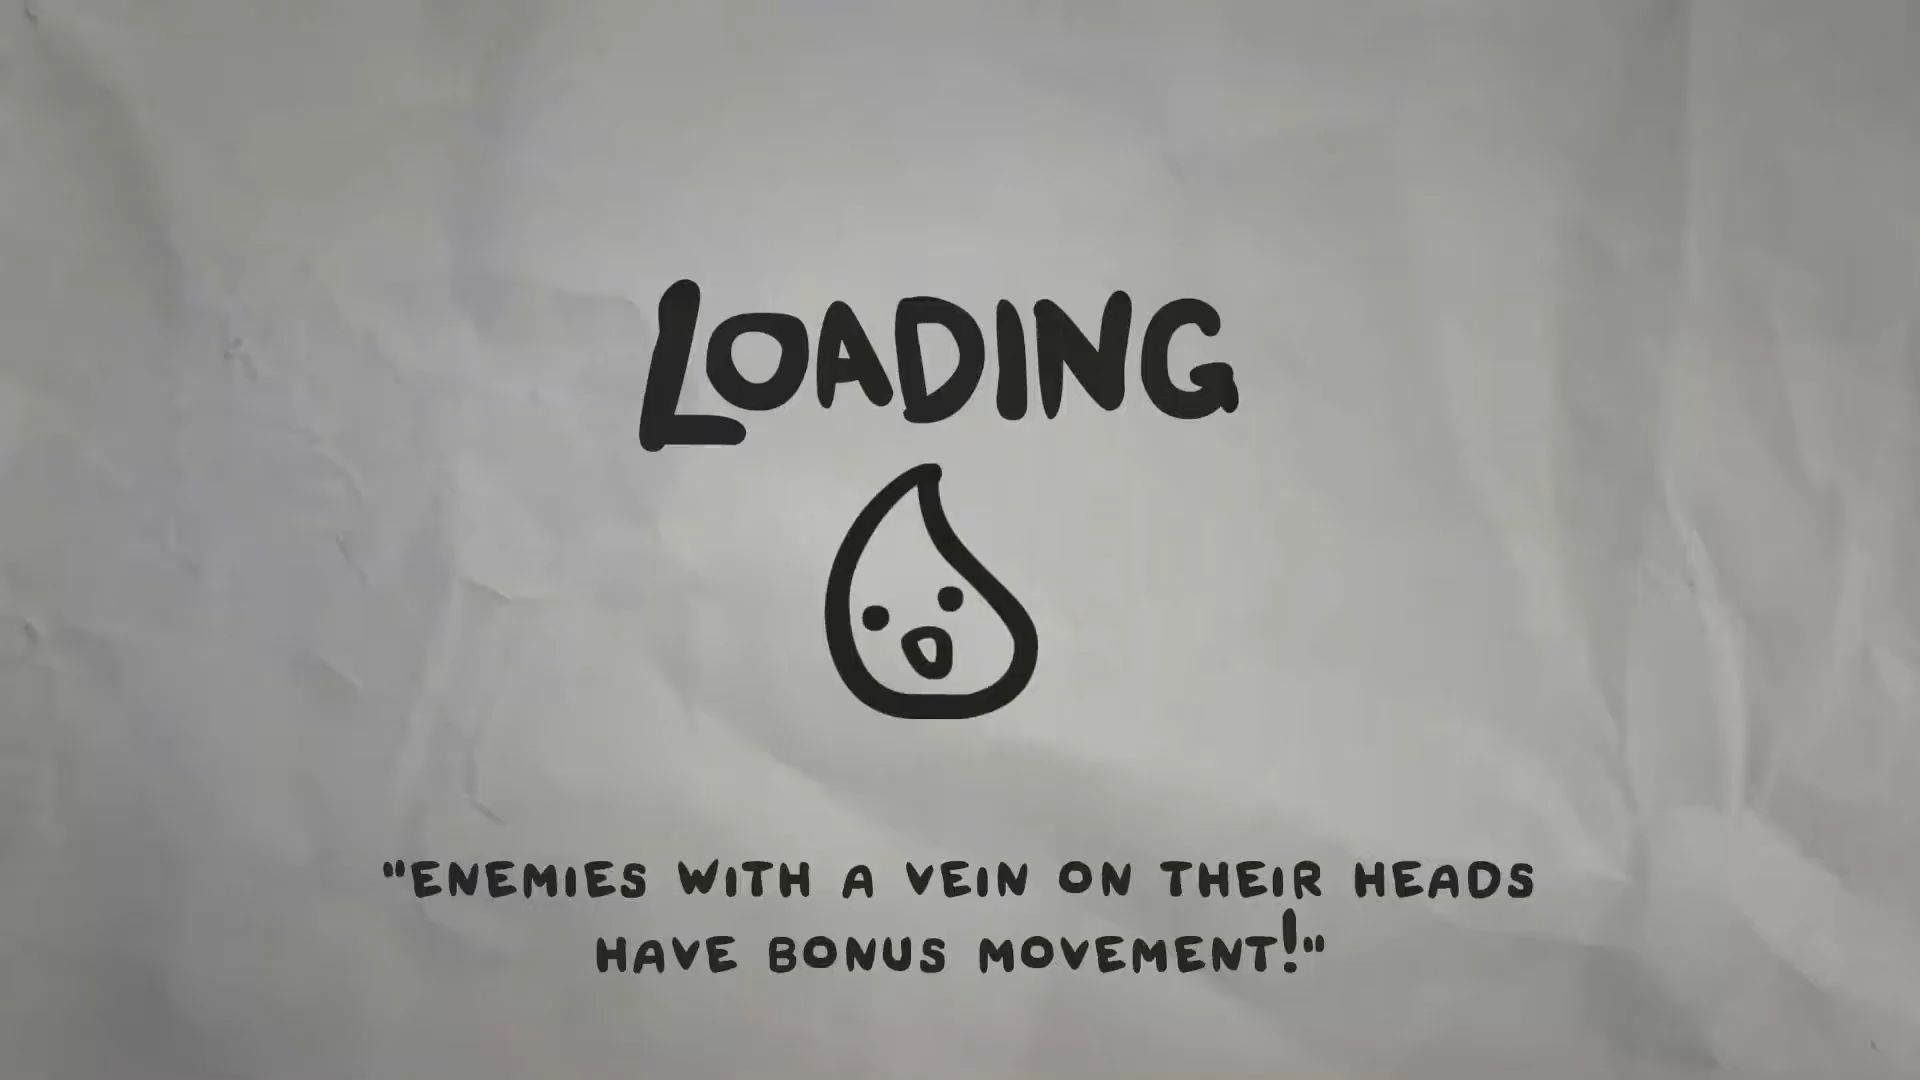 LOADING
"ENEMIES WITH A VEIN ON THEIR HEADS
HAVE BONUS MOVEMENT!"